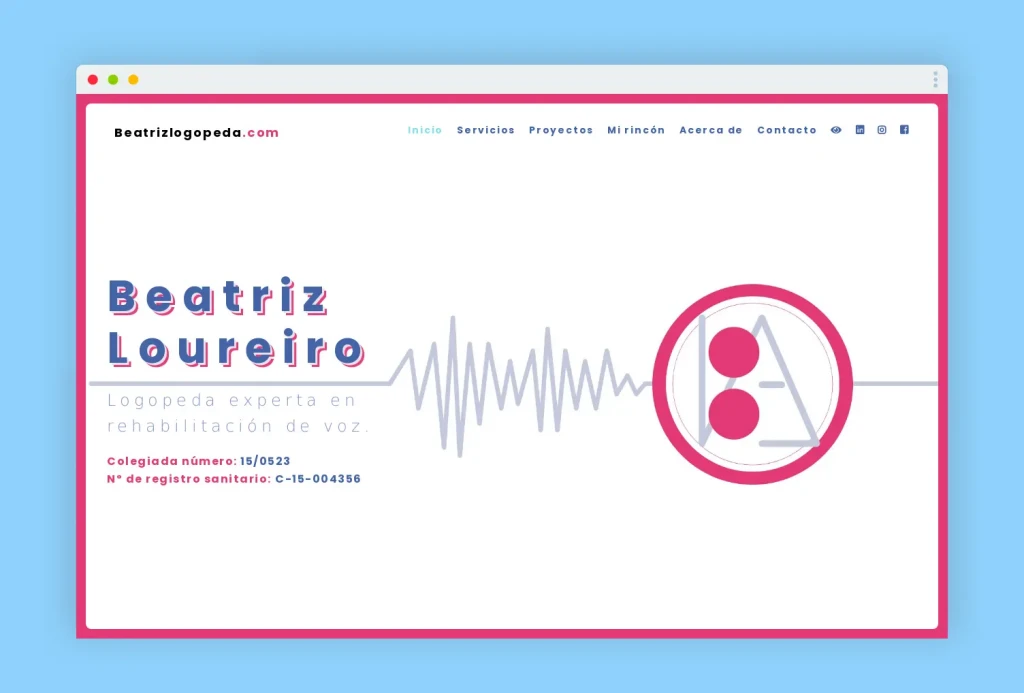 Beatrizlogopeda.com
Inicio Servicios Proyectos Mi rincón Acerca de Contacto
Beatriz
Loureiro
Logopeda experta en
rehabilitación de voz.
Colegiada número: 15/0523
Nº de registro sanitario: C-15-004356